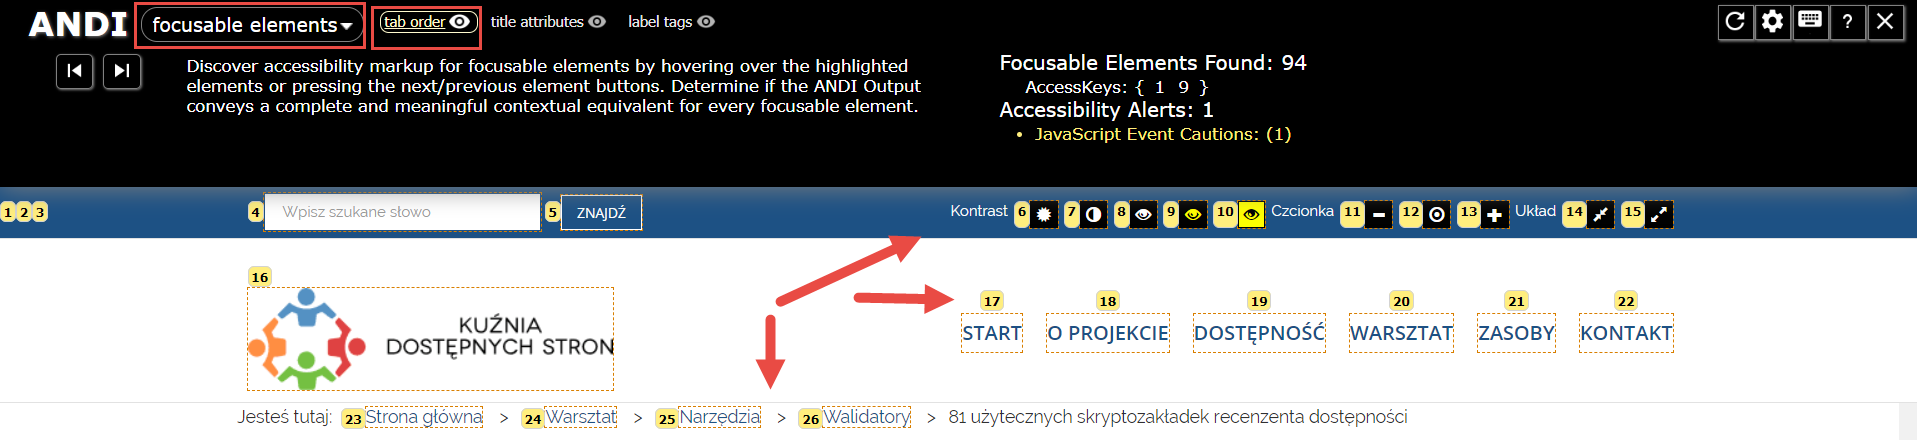 ANDI focusable elements tab order title attributes label tags ?
Discover accessibility markup for focusable elements by hovering over the highlighted
elements or pressing the next/previous element buttons. Determine if the ANDI Output
conveys a complete and meaningful contextual equivalent for every focusable element.
Focusable Elements Found: 94
AccessKeys: { 1 9 }
Accessibility Alerts: 1
• JavaScript Event Cautions: (1)
1 2 3 4 Wpisz szukane słowo 5 ZNAJDŹ Kontrast 6 7 8 9 10 Czcionka 11 12 13 Układ 14 15
16
KUŹNIA
DOSTĘPNYCH STRON
17 18 19 20 21 22
START O PROJEKCIE DOSTĘPNOŚĆ WARSZTAT ZASOBY KONTAKT
Jesteś tutaj: 23 Strona główna > 24 Warsztat > 25 Narzędzia > 26 Walidatory > 81 użytecznych skryptozakładek recenzenta dostępności